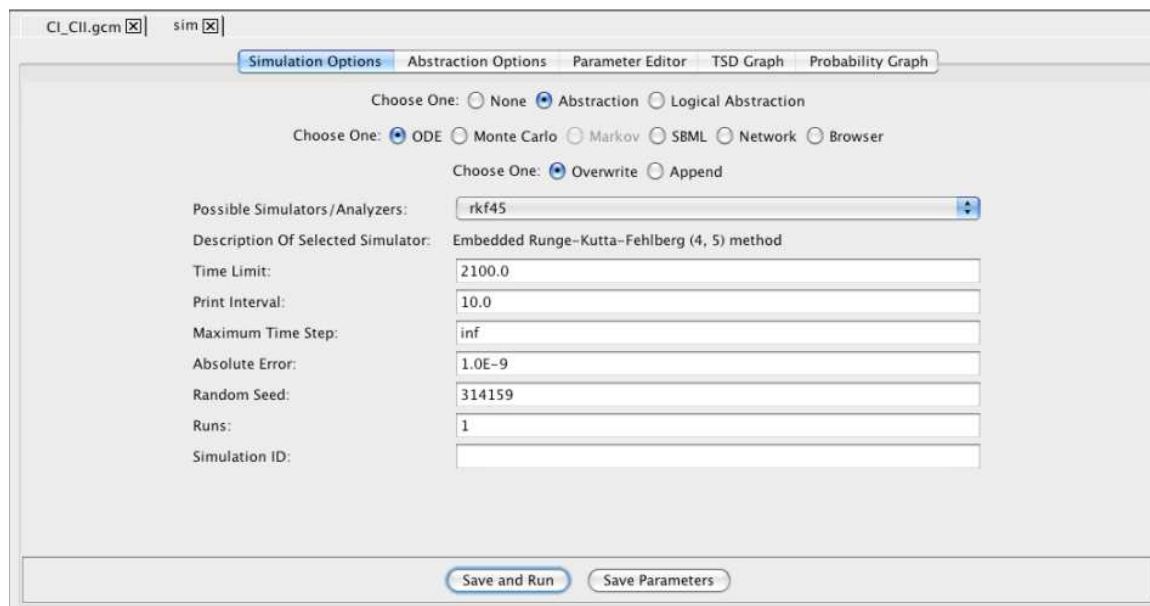 CI_CII.gcm sim
Simulation Options Abstraction Options Parameter Editor TSD Graph Probability Graph
Choose One: None Abstraction Logical Abstraction
Choose One: ODE Monte Carlo Markov SBML Network Browser
Choose One: Overwrite Append
Possible Simulators/Analyzers: rkf45
Description Of Selected Simulator: Embedded Runge-Kutta-Fehlberg (4, 5) method
Time Limit: 2100.0
Print Interval: 10.0
Maximum Time Step: inf
Absolute Error: 1.0E-9
Random Seed: 314159
Runs: 1
Simulation ID:
Save and Run Save Parameters